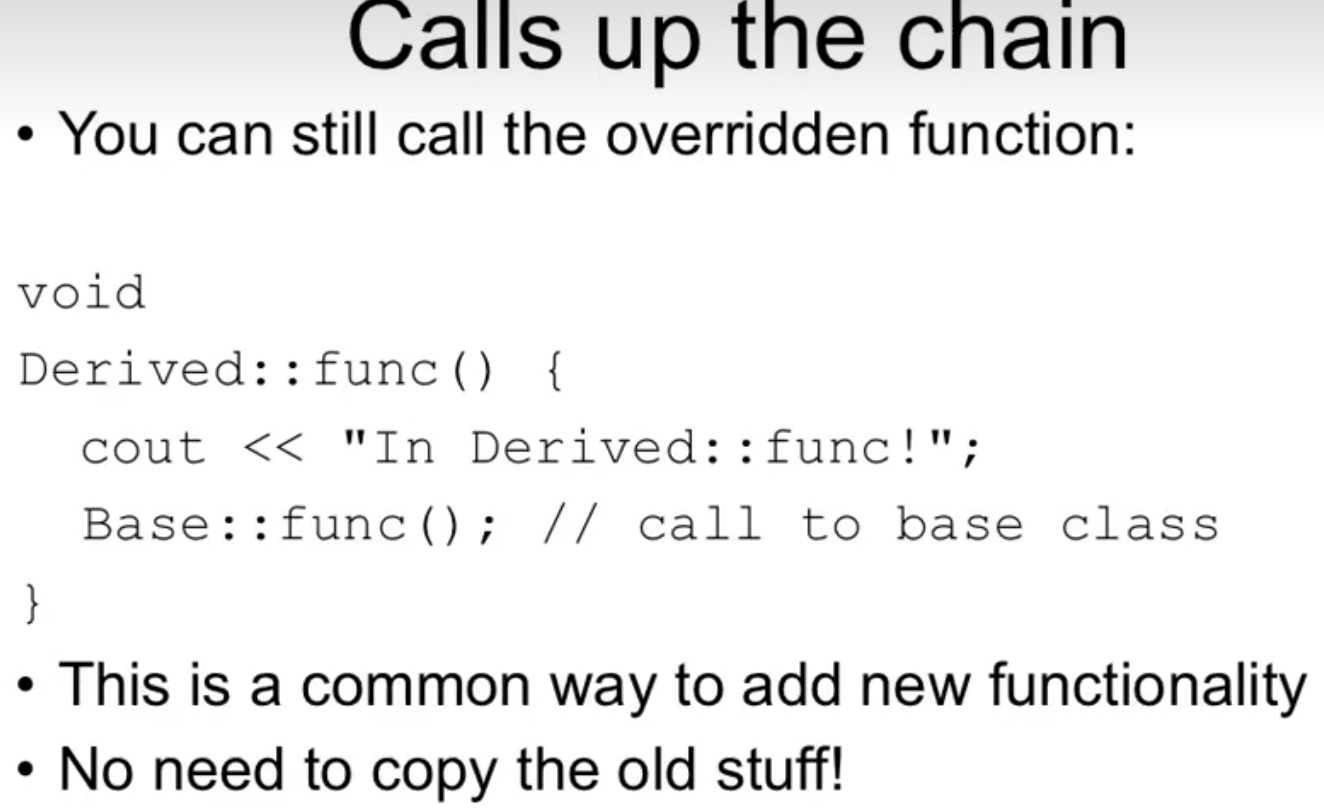 Calls up the chain
• You can still call the overridden function:
void
Derived::func() {
  cout << "In Derived::func!";
  Base::func(); // call to base class
}
• This is a common way to add new functionality
• No need to copy the old stuff!